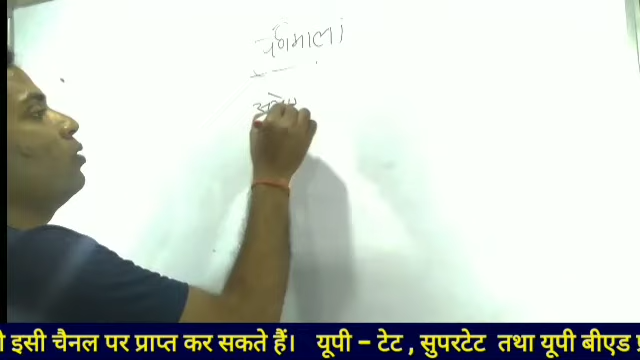 वर्णमाला
ी इसी चैनल पर प्राप्त कर सकते हैं।   यूपी – टेट , सुपरटेट  तथा यूपी बीएड